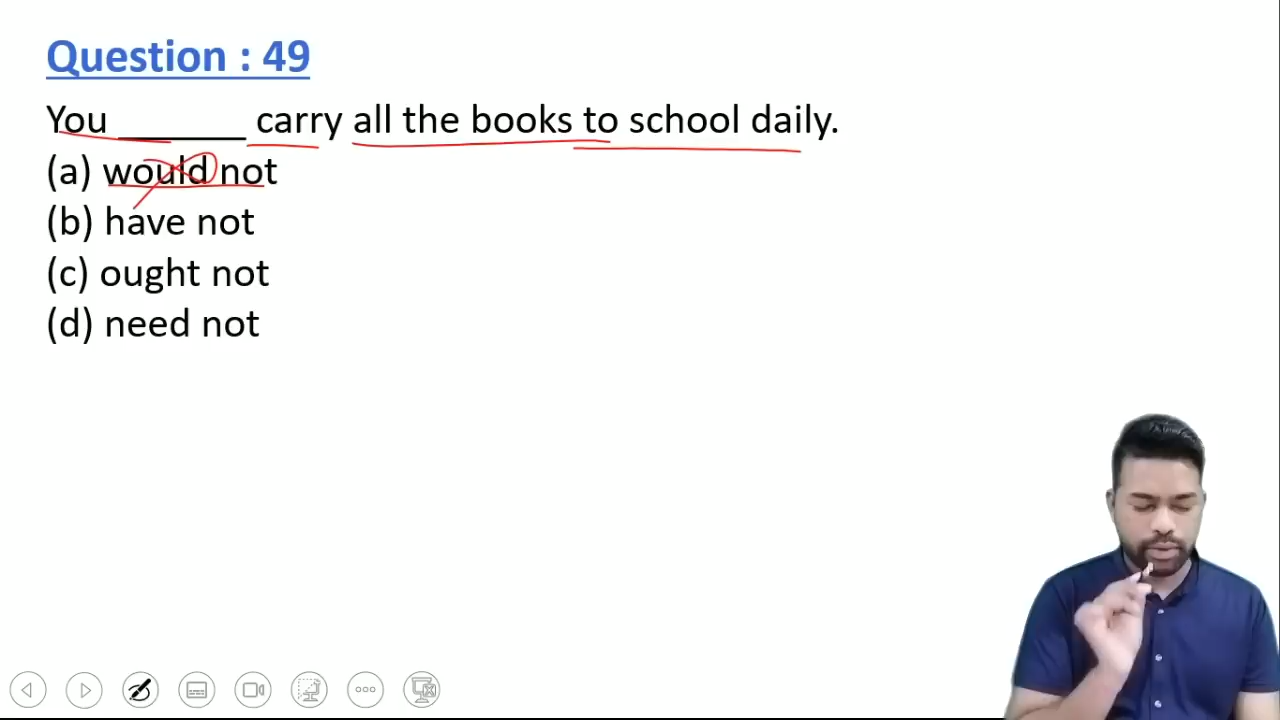 Question : 49
You _______ carry all the books to school daily.
(a) would not
(b) have not
(c) ought not
(d) need not